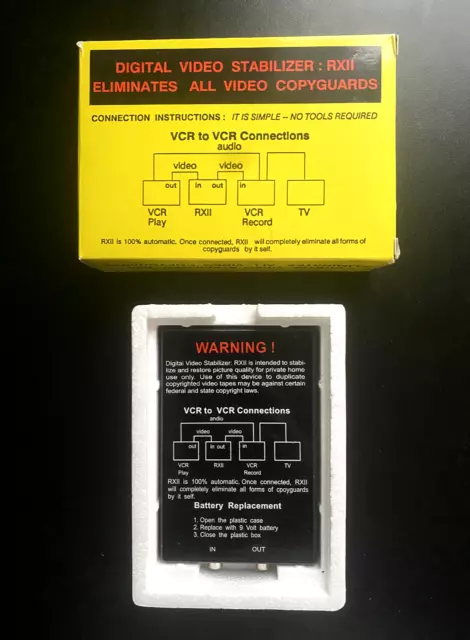 DIGITAL VIDEO STABILIZER : RXII
ELIMINATES ALL VIDEO COPYGUARDS
CONNECTION INSTRUCTIONS : IT IS SIMPLE – NO TOOLS REQUIRED
VCR to VCR Connections
audio
video video
out in out in
VCR RXII VCR TV
Play Record
RXII is 100% automatic. Once connected, RXII will completely eliminate all forms of
copyguards by it self.
WARNING !
Digital Video Stabilizer: RXII is intended to stabi-
lize and restore picture quality for private home
use only. Use of this device to duplicate
copyrighted video tapes may be against certain
federal and state copyright laws.
VCR to VCR Connections
audio
video video
out in out in
VCR RXII VCR TV
Play Record
RXII is 100% automatic. Once connected, RXII
will completely eliminate all forms of copyguards
by it self.
Battery Replacement
1. Open the plastic case
2. Replace with 9 Volt battery
3. Close the plastic box
IN OUT